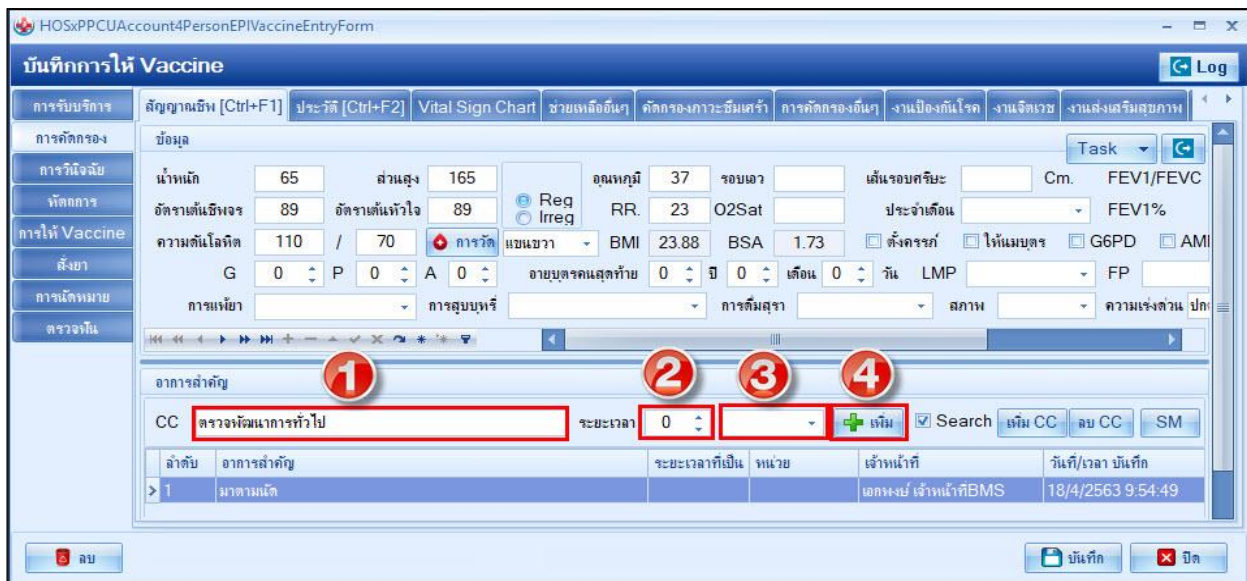 HOSxPPCUAccount4PersonEPIVaccineEntryForm
บันทึกการให้ Vaccine
Log
การรับบริการ
การคัดกรอง
การวินิจฉัย
หัตถการ
การให้ Vaccine
สั่งยา
การนัดหมาย
ตรวจฟัน
สัญญาณชีพ [Ctrl+F1] ประวัติ [Ctrl+F2] Vital Sign Chart ช่วยเหลืออื่นๆ คัดกรองภาวะซึมเศร้า การคัดกรองอื่นๆ งานป้องกันโรค งานจิตเวช งานส่งเสริมสุขภาพ
ข้อมูล
Task
น้ำหนัก 65 ส่วนสูง 165 อุณหภูมิ 37 รอบเอว เส้นรอบศรีษะ Cm. FEV1/FEVC
อัตราเต้นชีพจร 89 อัตราเต้นหัวใจ 89 Reg Irreg RR. 23 O2Sat ประจำเดือน FEV1%
ความดันโลหิต 110 / 70 การวัด แขนขวา BMI 23.88 BSA 1.73 ตั้งครรภ์ ให้นมบุตร G6PD AMI
G 0 P 0 A 0 อายุบุตรคนสุดท้าย 0 ปี 0 เดือน 0 วัน LMP FP
การแพ้ยา การสูบบุหรี่ การดื่มสุรา สภาพ ความเร่งด่วน ปก
อาการสำคัญ
1 2 3 4
CC ตรวจพัฒนาการทั่วไป ระยะเวลา 0 เพิ่ม Search เพิ่ม CC ลบ CC SM
ลำดับ อาการสำคัญ ระยะเวลาที่เป็น หน่วย เจ้าหน้าที่ วันที่/เวลา บันทึก
1 มาตามนัด เอกพงษ์ เจ้าหน้าที่BMS 18/4/2563 9:54:49
ลบ บันทึก ปิด